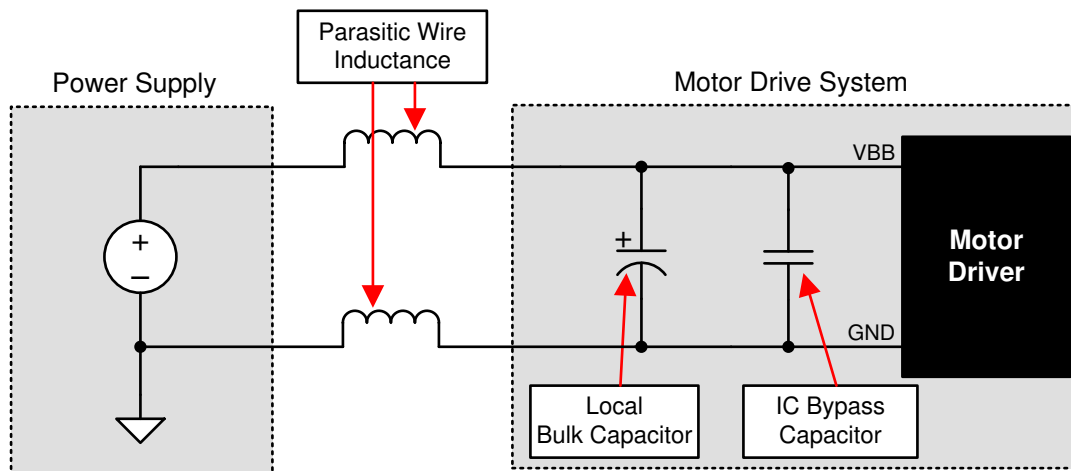 Parasitic Wire
Inductance
Power Supply
Motor Drive System
VBB
+
–
+
Motor
Driver
GND
Local
Bulk Capacitor
IC Bypass
Capacitor